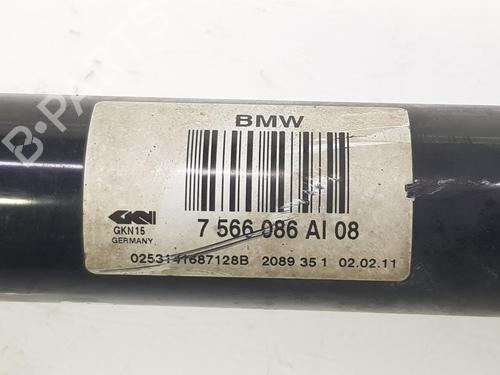 BMW
7 566 086 AI 08
GKN
GKN15
GERMANY
0253141687128B 2089 35 1 02.02.11
B-PARTS